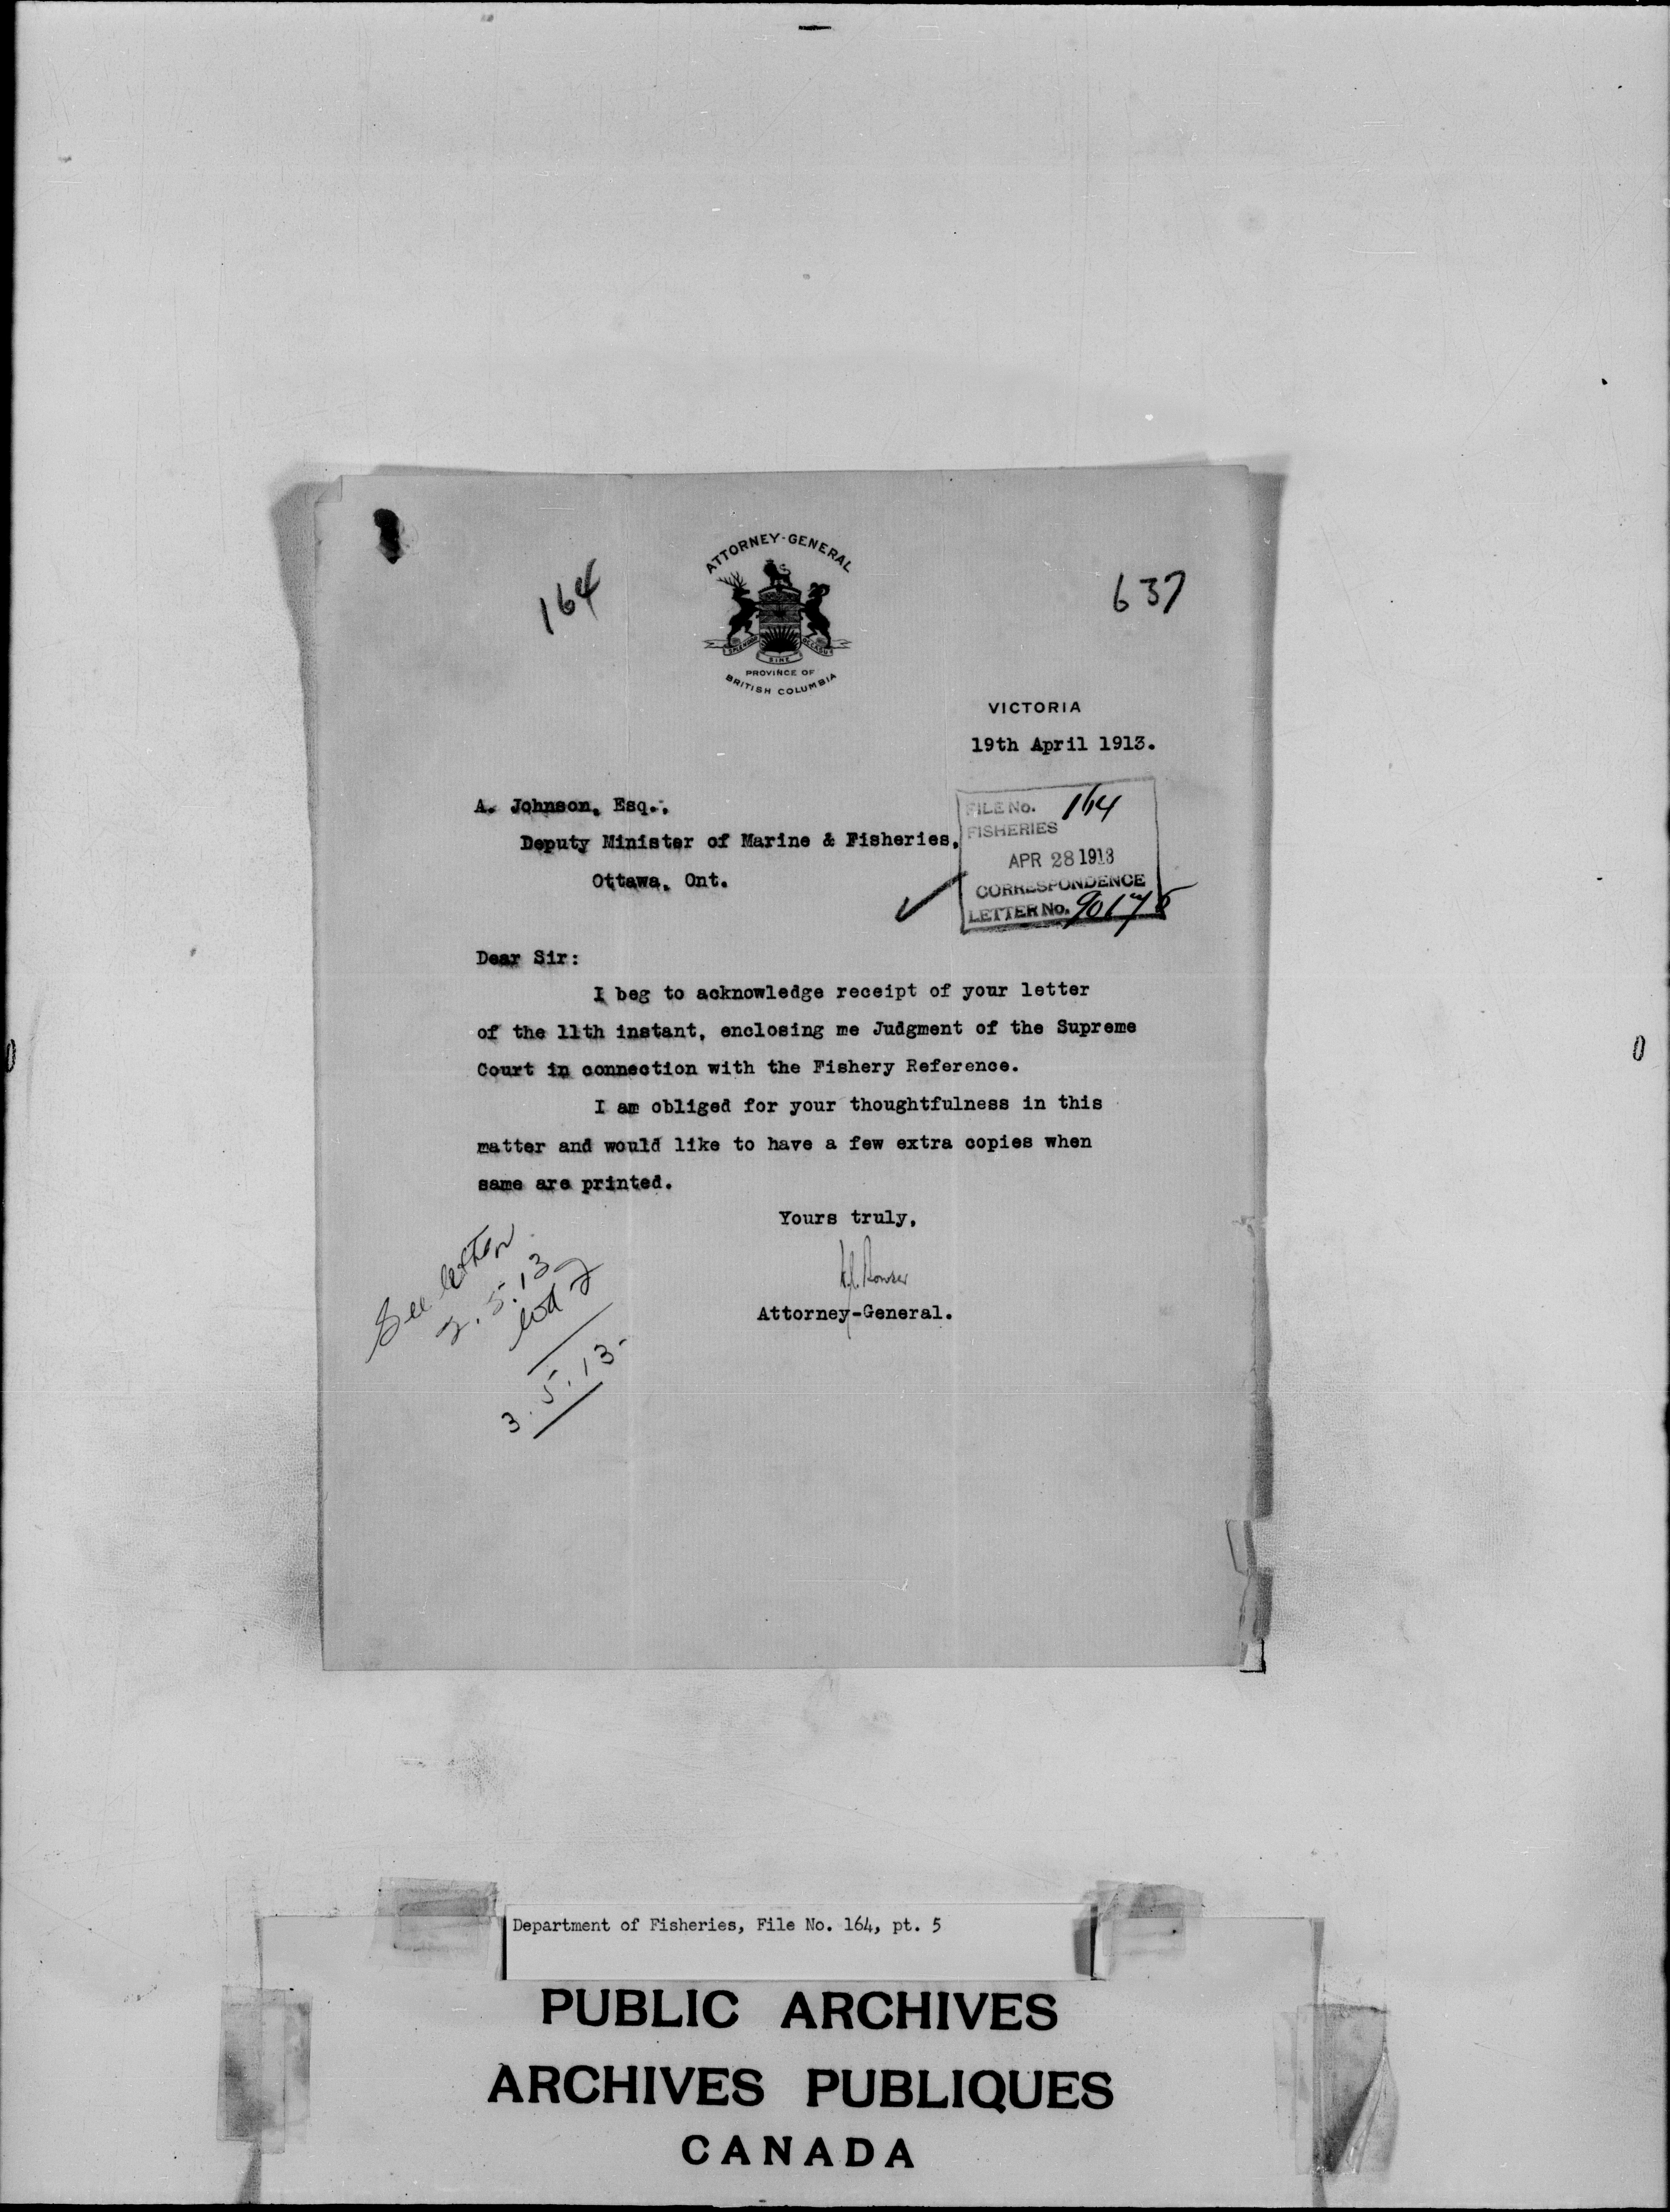 164
ATTORNEY-GENERAL
637
SPLENDOR SINE OCCASU
PROVINCE OF
BRITISH COLUMBIA
VICTORIA
19th April 1913.
A. Johnson, Esq.,
Deputy Minister of Marine & Fisheries,
Ottawa, Ont.
FILE No. 164
FISHERIES
APR 28 1913
CORRESPONDENCE
LETTER No. 90178
Dear Sir:
I beg to acknowledge receipt of your letter
of the 11th instant, enclosing me Judgment of the Supreme
Court in connection with the Fishery Reference.
I am obliged for your thoughtfulness in this
matter and would like to have a few extra copies when
same are printed.
Yours truly,
Bowser
Attorney-General.
See letter
2.5.13
3.5.13
Department of Fisheries, File No. 164, pt. 5
PUBLIC ARCHIVES
ARCHIVES PUBLIQUES
CANADA